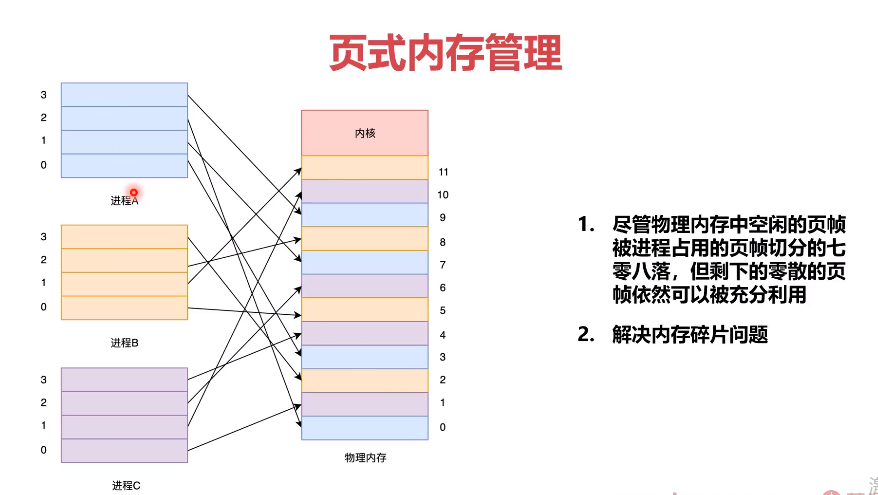 页式内存管理
3
2
1
0
进程A
3
2
1
0
进程B
3
2
1
0
进程C
内核
11
10
9
8
7
6
5
4
3
2
1
0
物理内存
1. 尽管物理内存中空闲的页帧
被进程占用的页帧切分的七
零八落，但剩下的零散的页
帧依然可以被充分利用
2. 解决内存碎片问题